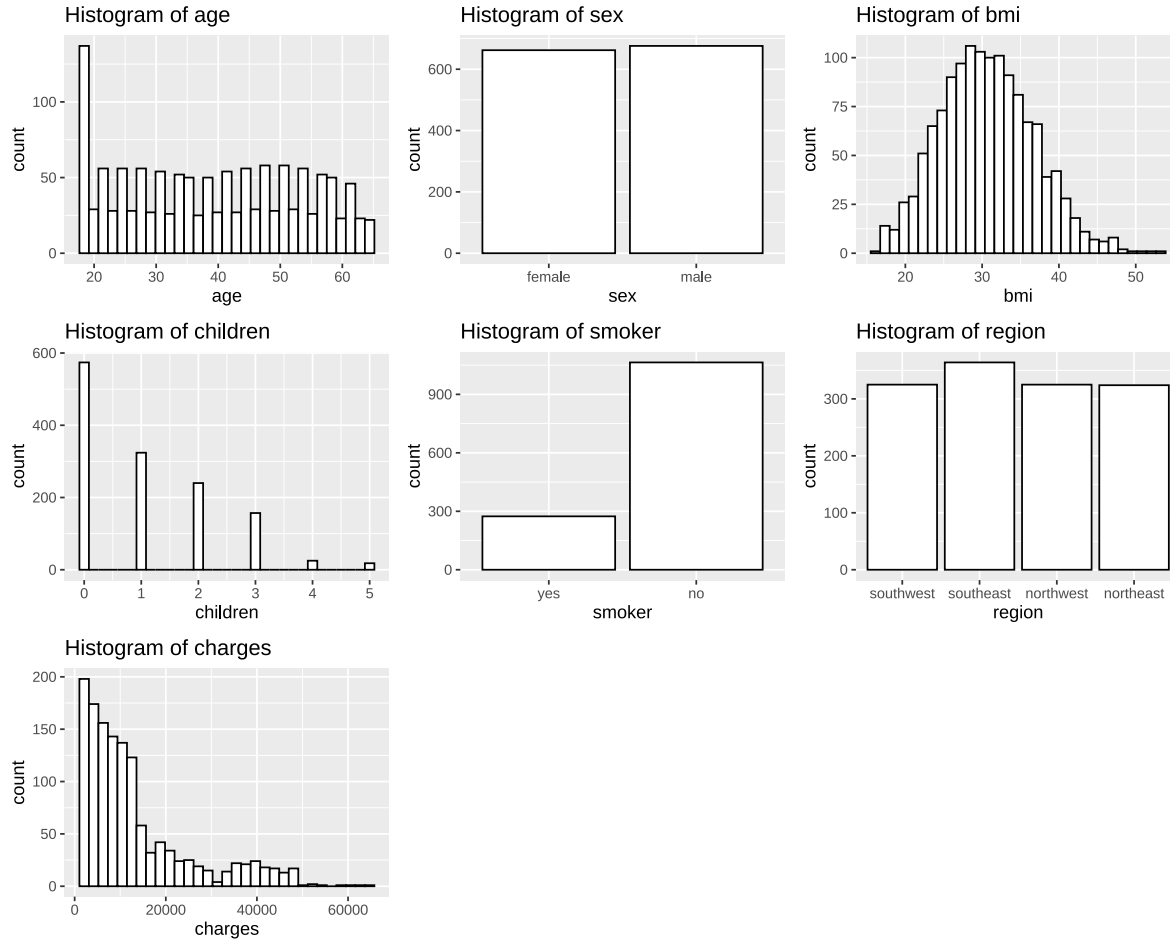 Histogram of age
count
0
50
100
20
30
40
50
60
age
Histogram of sex
count
0
200
400
600
female
male
sex
Histogram of bmi
count
0
25
50
75
100
20
30
40
50
bmi
Histogram of children
count
0
200
400
600
0
1
2
3
4
5
children
Histogram of smoker
count
0
300
600
900
yes
no
smoker
Histogram of region
count
0
100
200
300
southwest
southeast
northwest
northeast
region
Histogram of charges
count
0
50
100
150
200
0
20000
40000
60000
charges